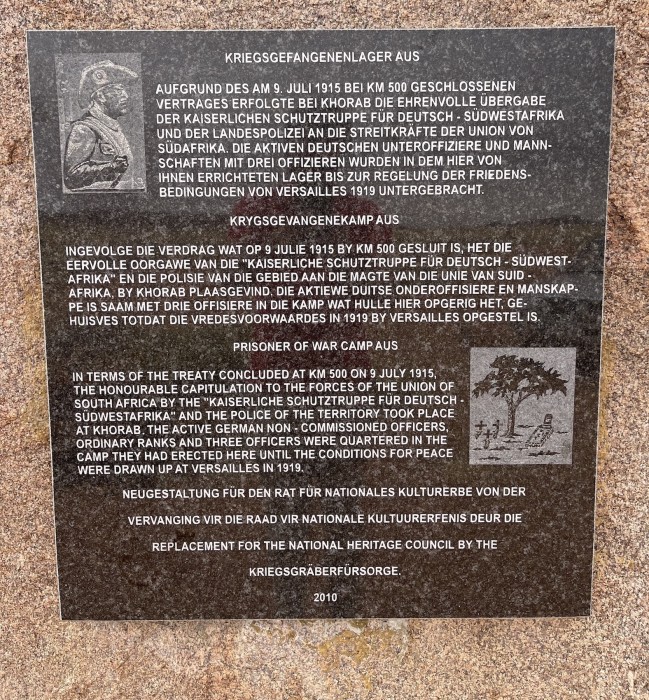 KRIEGSGEFANGENENLAGER AUS
AUFGRUND DES AM 9. JULI 1915 BEI KM 500 GESCHLOSSENEN
VERTRAGES ERFOLGTE BEI KHORAB DIE EHRENVOLLE ÜBERGABE
DER KAISERLICHEN SCHUTZTRUPPE FÜR DEUTSCH - SÜDWESTAFRIKA
UND DER LANDESPOLIZEI AN DIE STREITKRÄFTE DER UNION VON
SÜDAFRIKA. DIE AKTIVEN DEUTSCHEN UNTEROFFIZIERE UND MANN-
SCHAFTEN MIT DREI OFFIZIEREN WURDEN IN DEM HIER VON
IHNEN ERRICHTETEN LAGER BIS ZUR REGELUNG DER FRIEDENS-
BEDINGUNGEN VON VERSAILLES 1919 UNTERGEBRACHT.
KRYGSGEVANGENEKAMP AUS
INGEVOLGE DIE VERDRAG WAT OP 9 JULIE 1915 BY KM 500 GESLUIT IS, HET DIE
EERVOLLE OORGAWE VAN DIE "KAISERLICHE SCHUTZTRUPPE FÜR DEUTSCH - SÜDWEST-
AFRIKA" EN DIE POLISIE VAN DIE GEBIED AAN DIE MAGTE VAN DIE UNIE VAN SUID -
AFRIKA, BY KHORAB PLAASGEVIND. DIE AKTIEWE DUITSE ONDEROFFISIERE EN MANSKAP-
PE IS SAAM MET DRIE OFFISIERE IN DIE KAMP WAT HULLE HIER OPGERIG HET, GE-
HUISVES TOTDAT DIE VREDESVOORWAARDES IN 1919 BY VERSAILLES OPGESTEL IS.
PRISONER OF WAR CAMP AUS
IN TERMS OF THE TREATY CONCLUDED AT KM 500 ON 9 JULY 1915,
THE HONOURABLE CAPITULATION TO THE FORCES OF THE UNION OF
SOUTH AFRICA BY THE "KAISERLICHE SCHUTZTRUPPE FÜR DEUTSCH -
SÜDWESTAFRIKA" AND THE POLICE OF THE TERRITORY TOOK PLACE
AT KHORAB. THE ACTIVE GERMAN NON - COMMISSIONED OFFICERS,
ORDINARY RANKS AND THREE OFFICERS WERE QUARTERED IN THE
CAMP THEY HAD ERECTED HERE UNTIL THE CONDITIONS FOR PEACE
WERE DRAWN UP AT VERSAILLES IN 1919.
NEUGESTALTUNG FÜR DEN RAT FÜR NATIONALES KULTURERBE VON DER
VERVANGING VIR DIE RAAD VIR NATIONALE KULTUURERFENIS DEUR DIE
REPLACEMENT FOR THE NATIONAL HERITAGE COUNCIL BY THE
KRIEGSGRÄBERFÜRSORGE.
2010